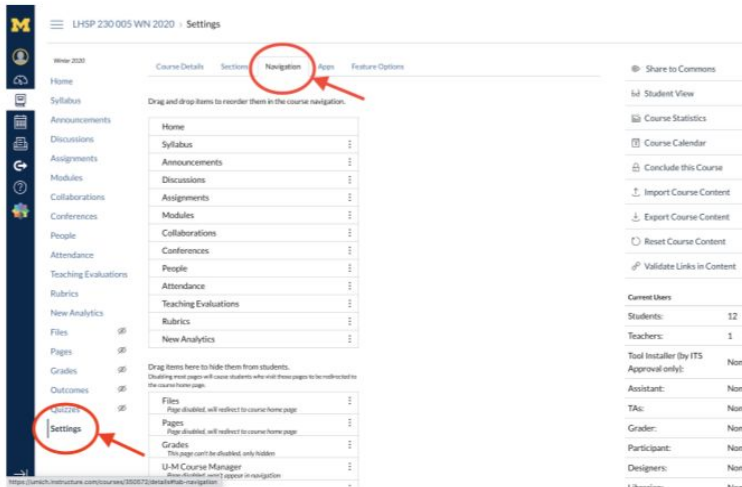 M
LHSP 230 005 WN 2020 › Settings
Winter 2020
Home
Syllabus
Announcements
Discussions
Assignments
Modules
Collaborations
Conferences
People
Attendance
Teaching Evaluations
Rubrics
New Analytics
Files
Pages
Grades
Outcomes
Quizzes
Settings
Course Details Sections Navigation Apps Feature Options
Drag and drop items to reorder them in the course navigation.
Home
Syllabus
Announcements
Discussions
Assignments
Modules
Collaborations
Conferences
People
Attendance
Teaching Evaluations
Rubrics
New Analytics
Drag items here to hide them from students.
Disabling most pages will cause students who visit those pages to be redirected to
the course home page.
Files
Page disabled, will redirect to course home page
Pages
Page disabled, will redirect to course home page
Grades
This page can't be disabled, only hidden
U-M Course Manager
Page disabled, won't appear in navigation
Share to Commons
Student View
Course Statistics
Course Calendar
Conclude this Course
Import Course Content
Export Course Content
Reset Course Content
Validate Links in Content
Current Users
Students: 12
Teachers: 1
Tool Installer (by ITS
Approval only): Non
Assistant: Non
TAs: Non
Grader: Non
Participant: Non
Designers: Non
https://umich.instructure.com/courses/350572/details#tab-navigation